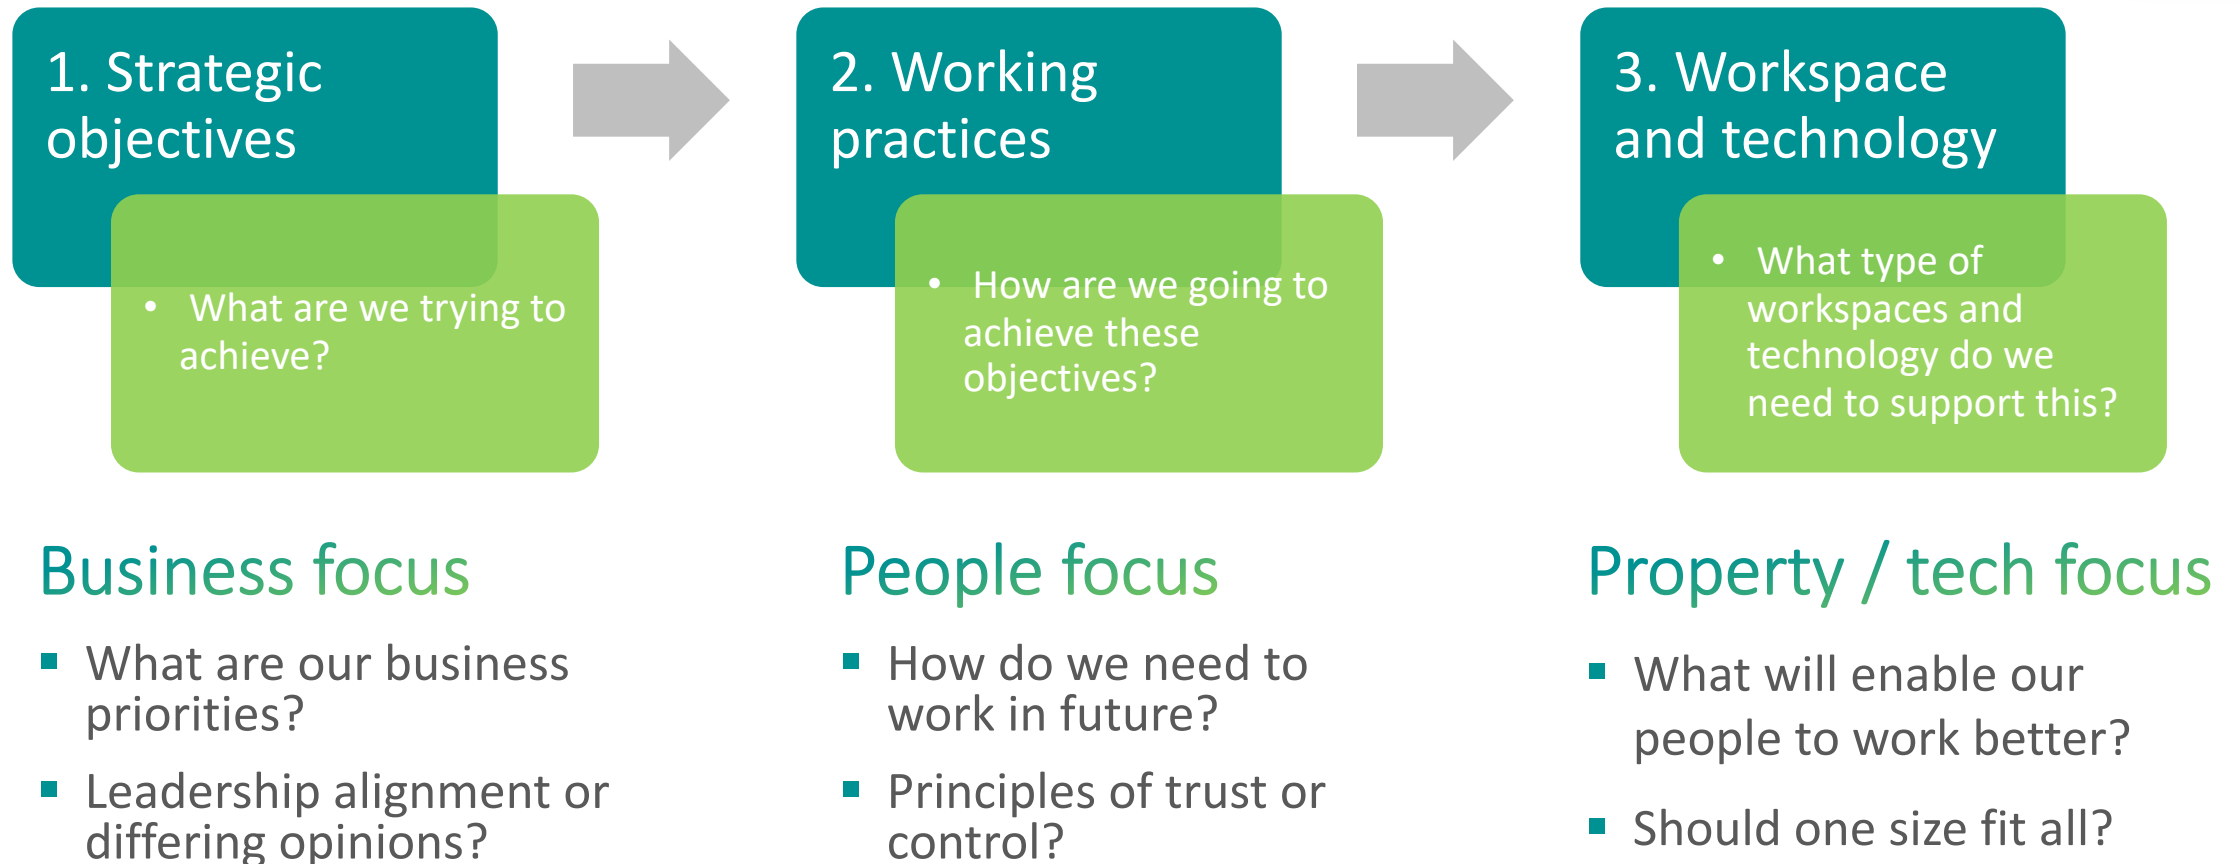 1. Strategic
objectives
• What are we trying to
achieve?
2. Working
practices
• How are we going to
achieve these
objectives?
3. Workspace
and technology
• What type of
workspaces and
technology do we
need to support this?
Business focus
▪ What are our business
priorities?
▪ Leadership alignment or
differing opinions?
People focus
▪ How do we need to
work in future?
▪ Principles of trust or
control?
Property / tech focus
▪ What will enable our
people to work better?
▪ Should one size fit all?